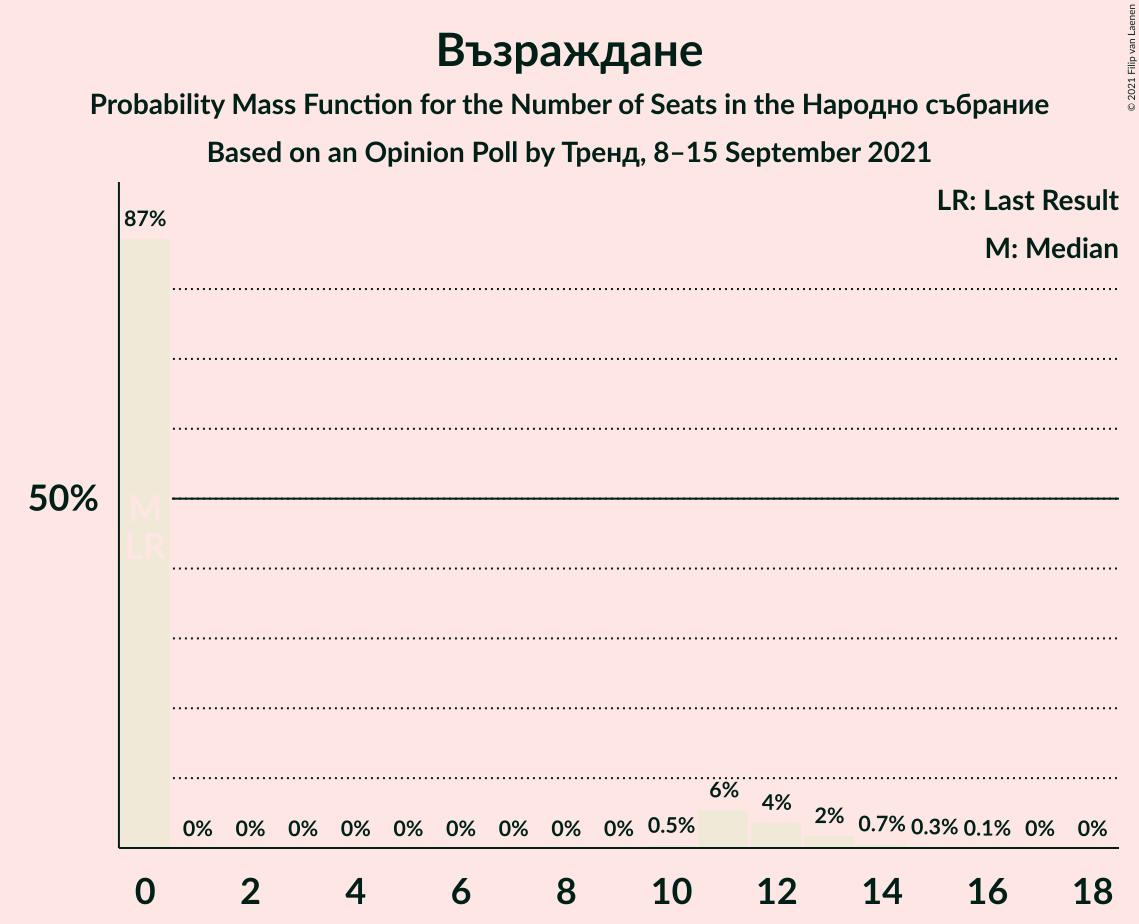 Възраждане
Probability Mass Function for the Number of Seats in the Народно събрание
Based on an Opinion Poll by Тренд, 8–15 September 2021
© 2021 Filip van Laenen
LR: Last Result
M: Median
87%
50%
M
LR
0% 0% 0% 0% 0% 0% 0% 0% 0% 0.5% 6% 4% 2% 0.7% 0.3% 0.1% 0% 0%
0 2 4 6 8 10 12 14 16 18